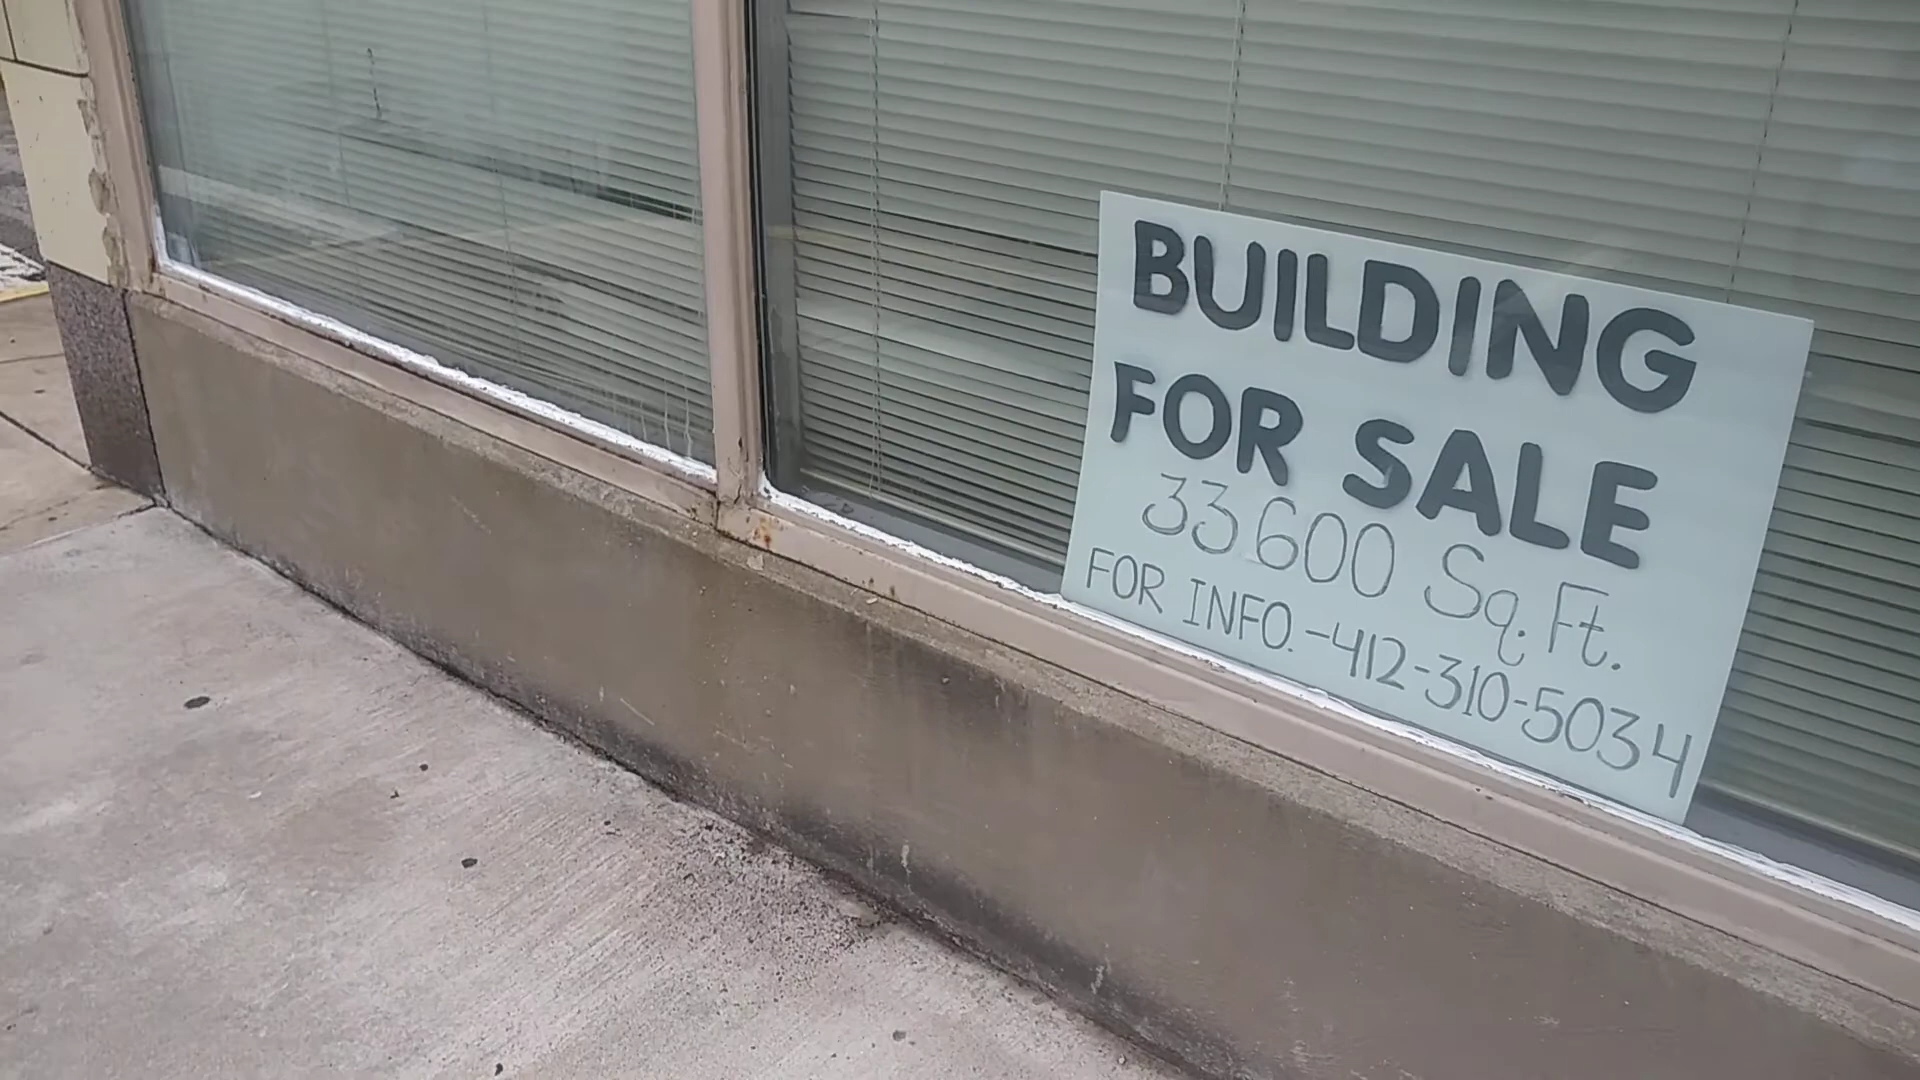 BUILDING
FOR SALE
33,600 Sq. Ft.
FOR INFO.-412-310-5034